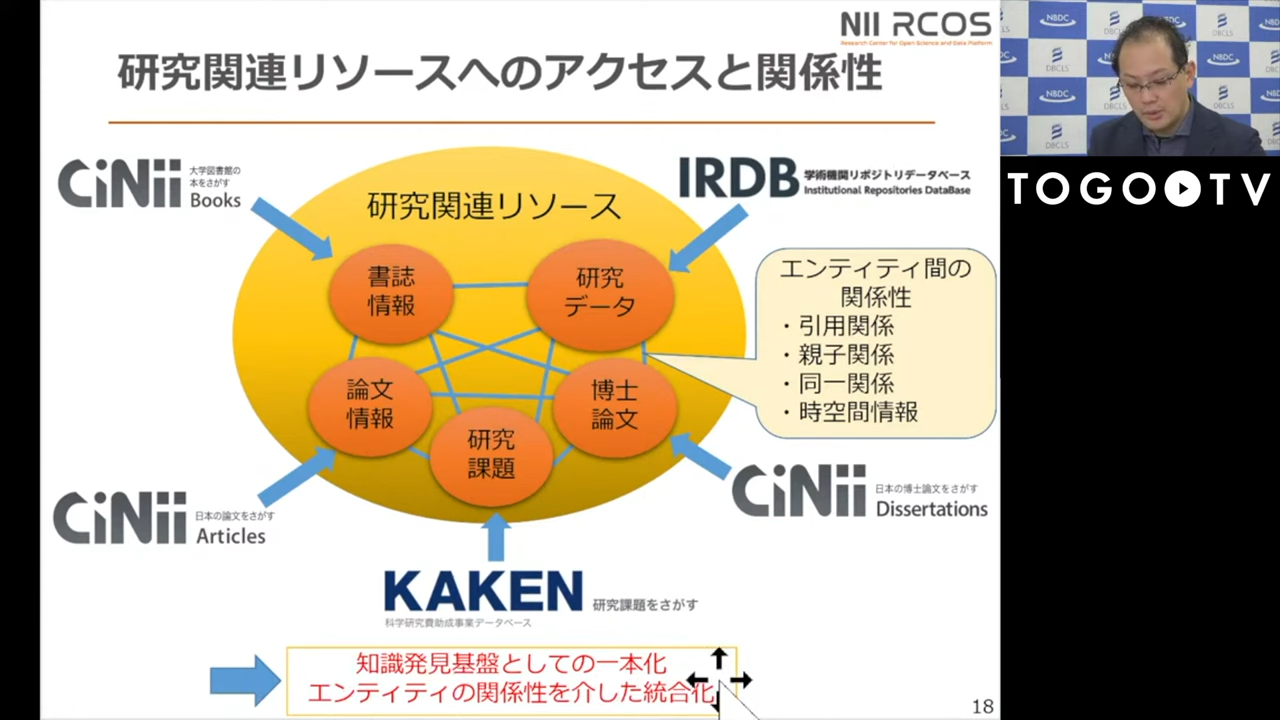 NII RCOS
Research Center for Open Science and Data Platform
研究関連リソースへのアクセスと関係性
CiNii
大学図書館の
本をさがす
Books
IRDB
学術機関リポジトリデータベース
Institutional Repositories DataBase
研究関連リソース
書誌
情報
研究
データ
論文
情報
博士
論文
研究
課題
エンティティ間の
関係性
・引用関係
・親子関係
・同一関係
・時空間情報
CiNii
日本の論文をさがす
Articles
CiNii
日本の博士論文をさがす
Dissertations
KAKEN
研究課題をさがす
科学研究費助成事業データベース
知識発見基盤としての一本化
エンティティの関係性を介した統合化
18
NBDC
DBCLS
NBDC
DBCLS
NBDC
DBCLS
NBDC
DBCLS
TOGO TV